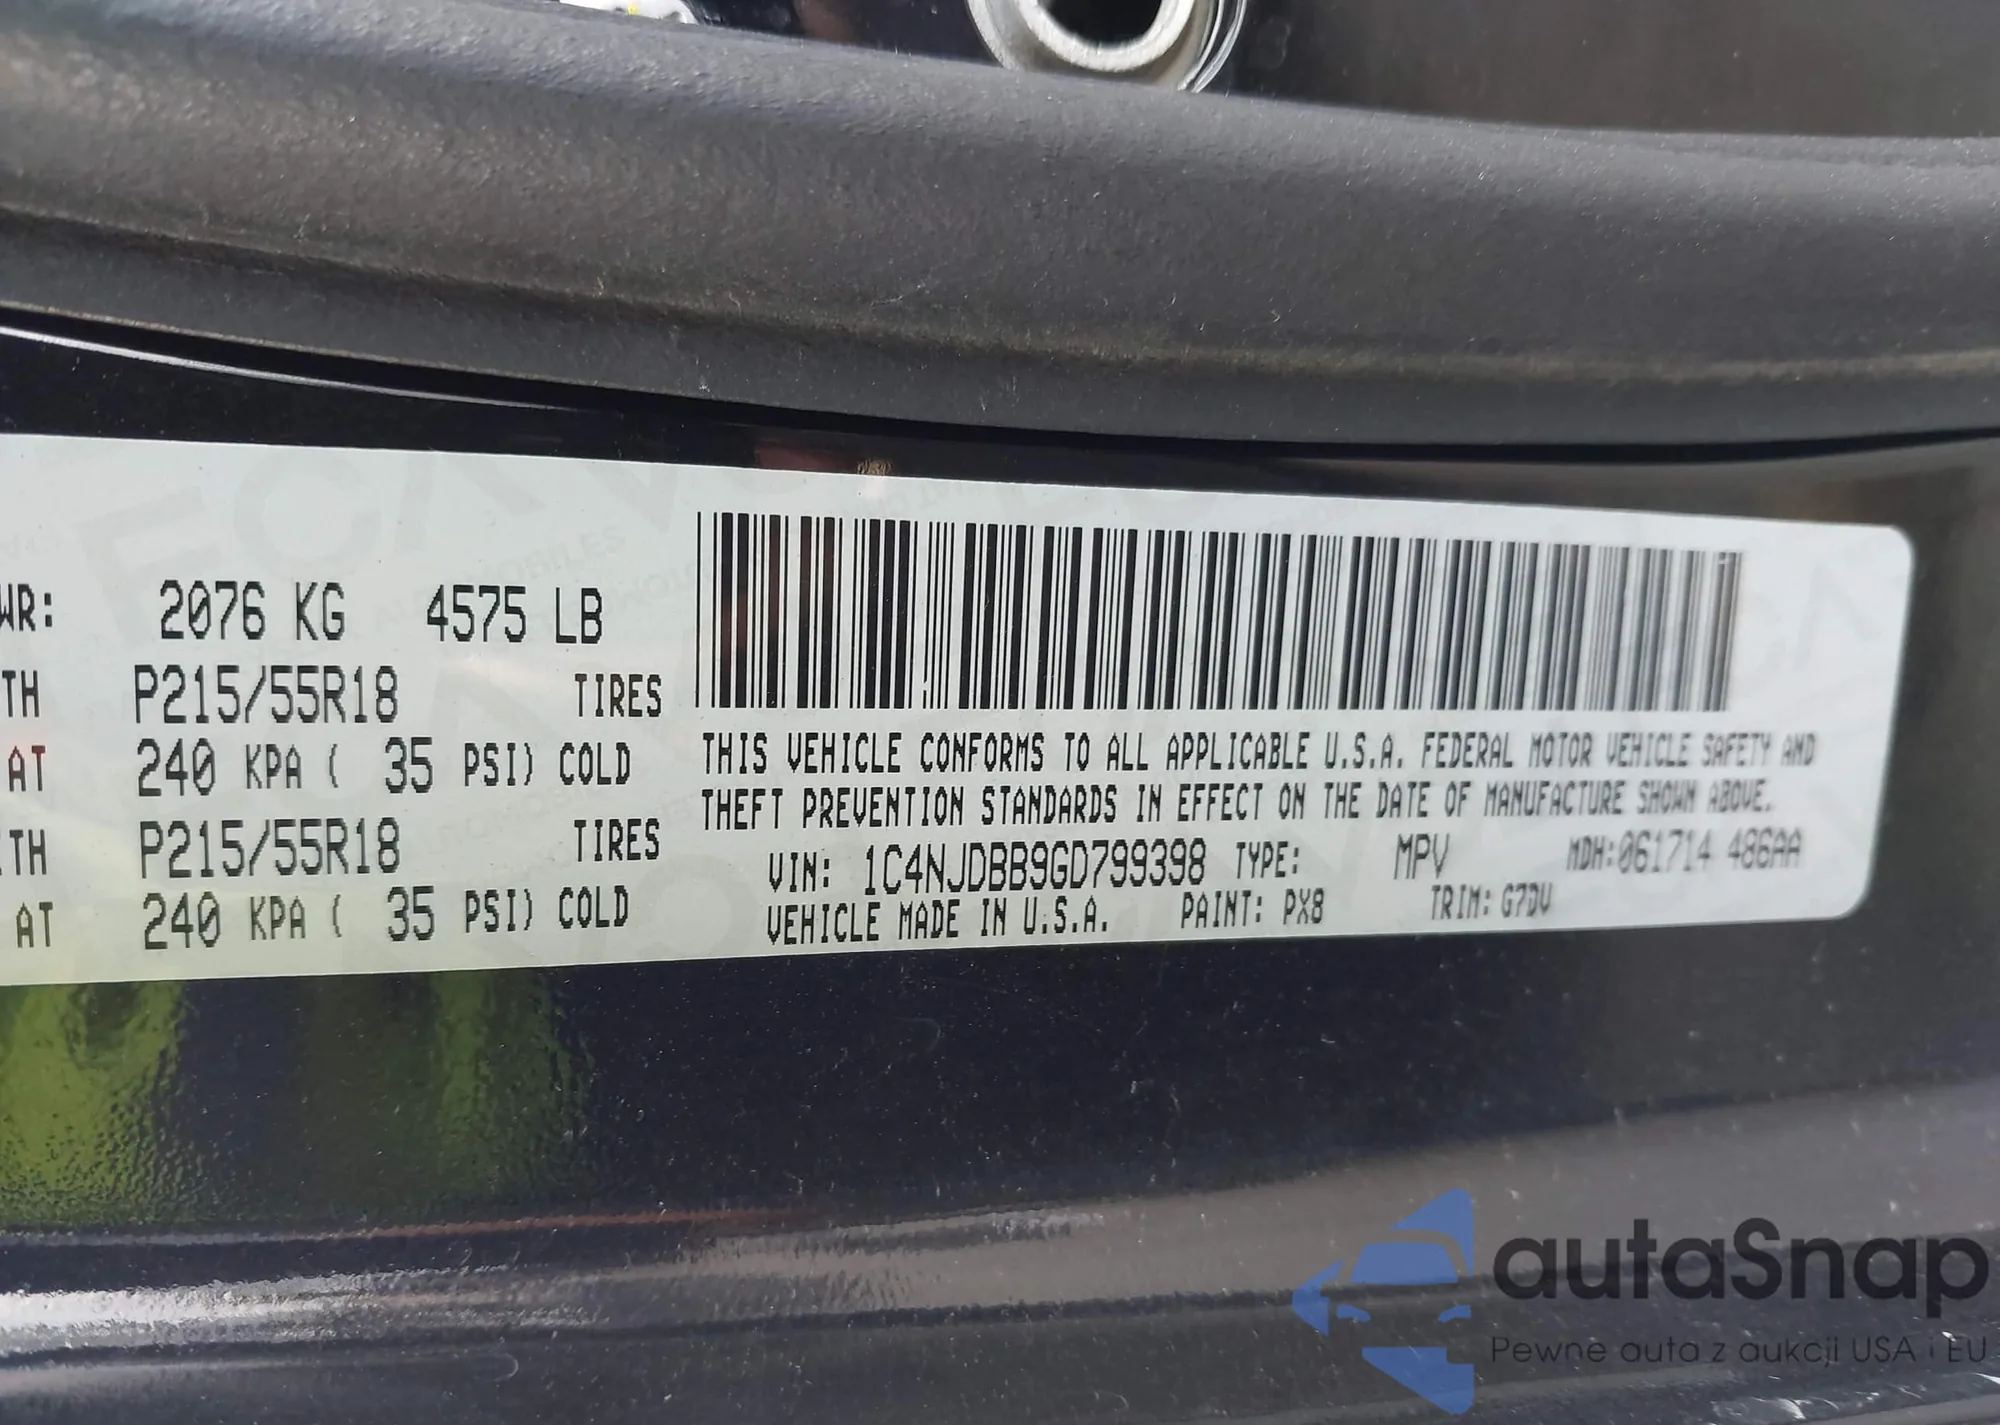 WR: 2076 KG 4575 LB
TH P215/55R18 TIRES
AT 240 KPA ( 35 PSI) COLD
ITH P215/55R18 TIRES
AT 240 KPA ( 35 PSI) COLD
THIS VEHICLE CONFORMS TO ALL APPLICABLE U.S.A. FEDERAL MOTOR VEHICLE SAFETY AND
THEFT PREVENTION STANDARDS IN EFFECT ON THE DATE OF MANUFACTURE SHOWN ABOVE.
VIN: 1C4NJDBB9GD799398 TYPE: MPV MDH:061714 486AA
VEHICLE MADE IN U.S.A. PAINT: PX8 TRIM: G7DV
autaSnap
Pewne auta z aukcji USA i EU